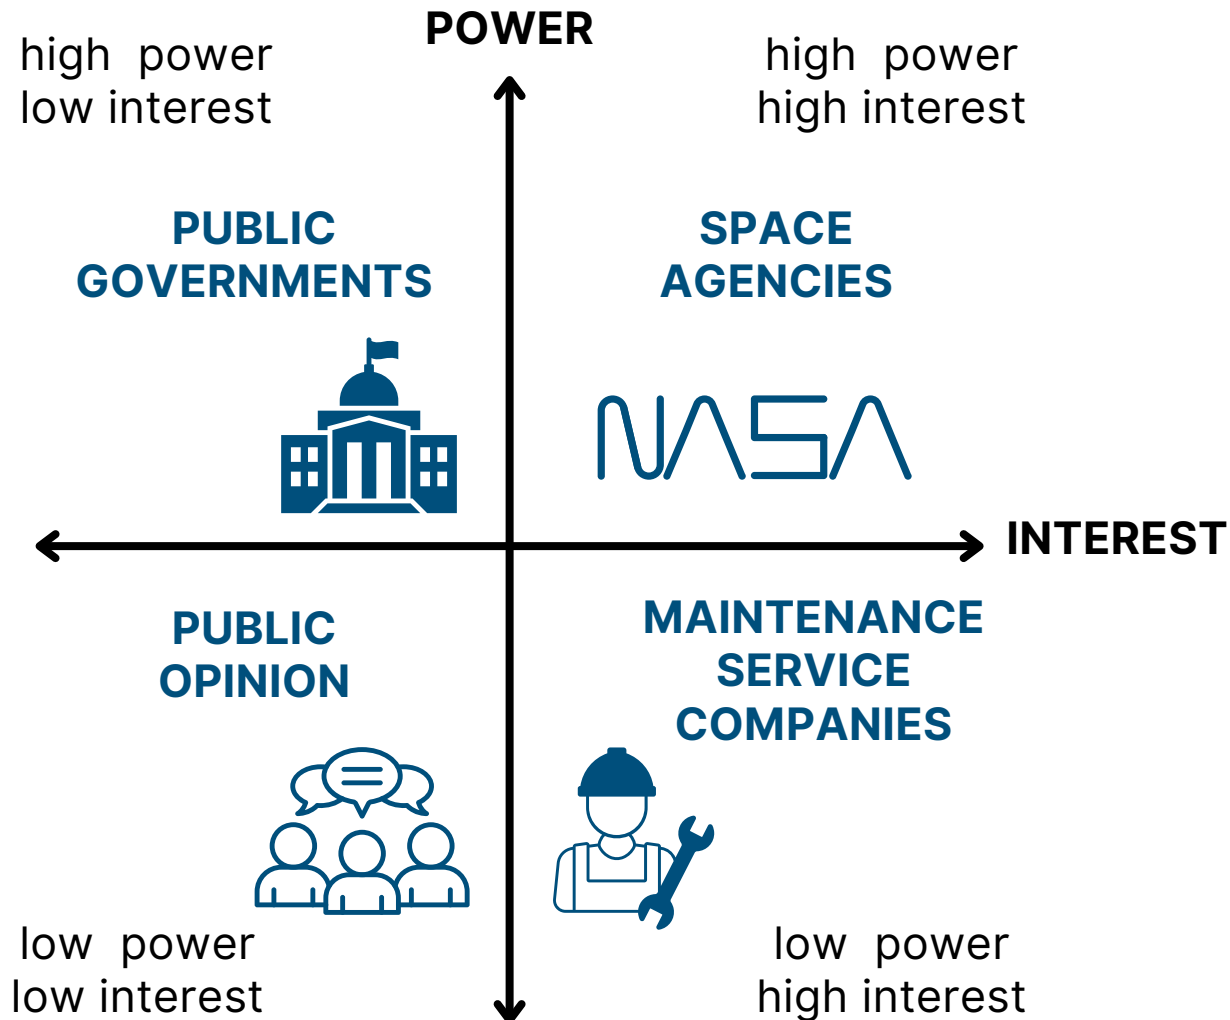 POWER
high power
low interest
high power
high interest
PUBLIC
GOVERNMENTS
SPACE
AGENCIES
NASA
INTEREST
PUBLIC
OPINION
MAINTENANCE
SERVICE
COMPANIES
low power
low interest
low power
high interest